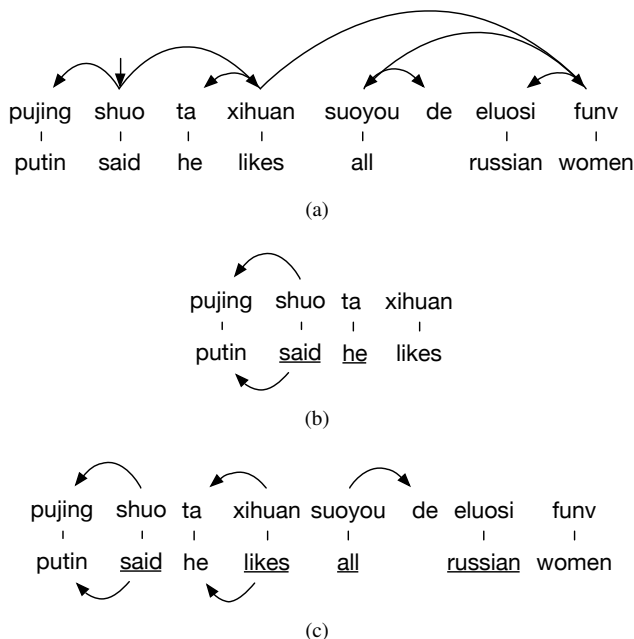 pujing shuo ta xihuan suoyou de eluosi funv
putin said he likes all russian women
(a)
pujing shuo ta xihuan
putin said he likes
(b)
pujing shuo ta xihuan suoyou de eluosi funv
putin said he likes all russian women
(c)